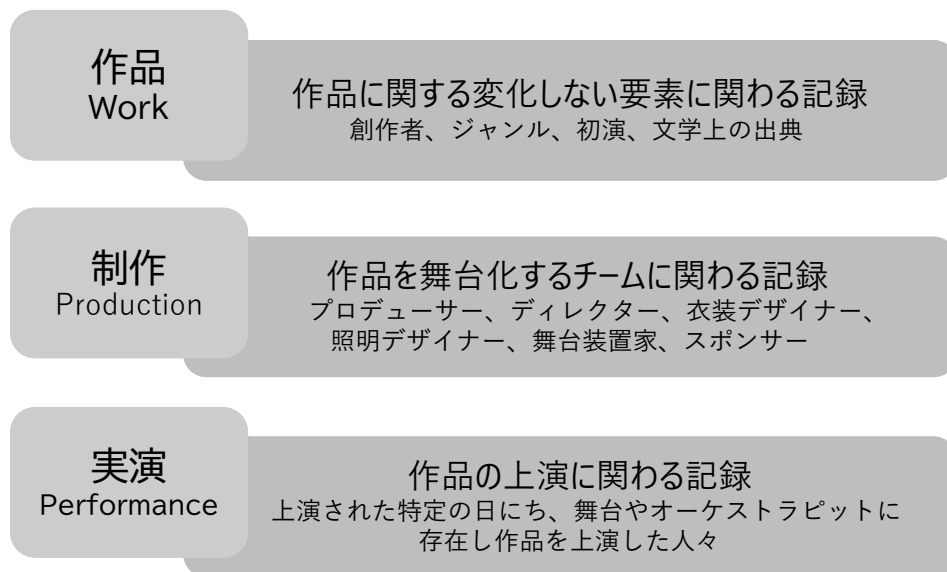 作品
Work
作品に関する変化しない要素に関わる記録
創作者、ジャンル、初演、文学上の出典
制作
Production
作品を舞台化するチームに関わる記録
プロデューサー、ディレクター、衣装デザイナー、
照明デザイナー、舞台装置家、スポンサー
実演
Performance
作品の上演に関わる記録
上演された特定の日にち、舞台やオーケストラピットに
存在し作品を上演した人々